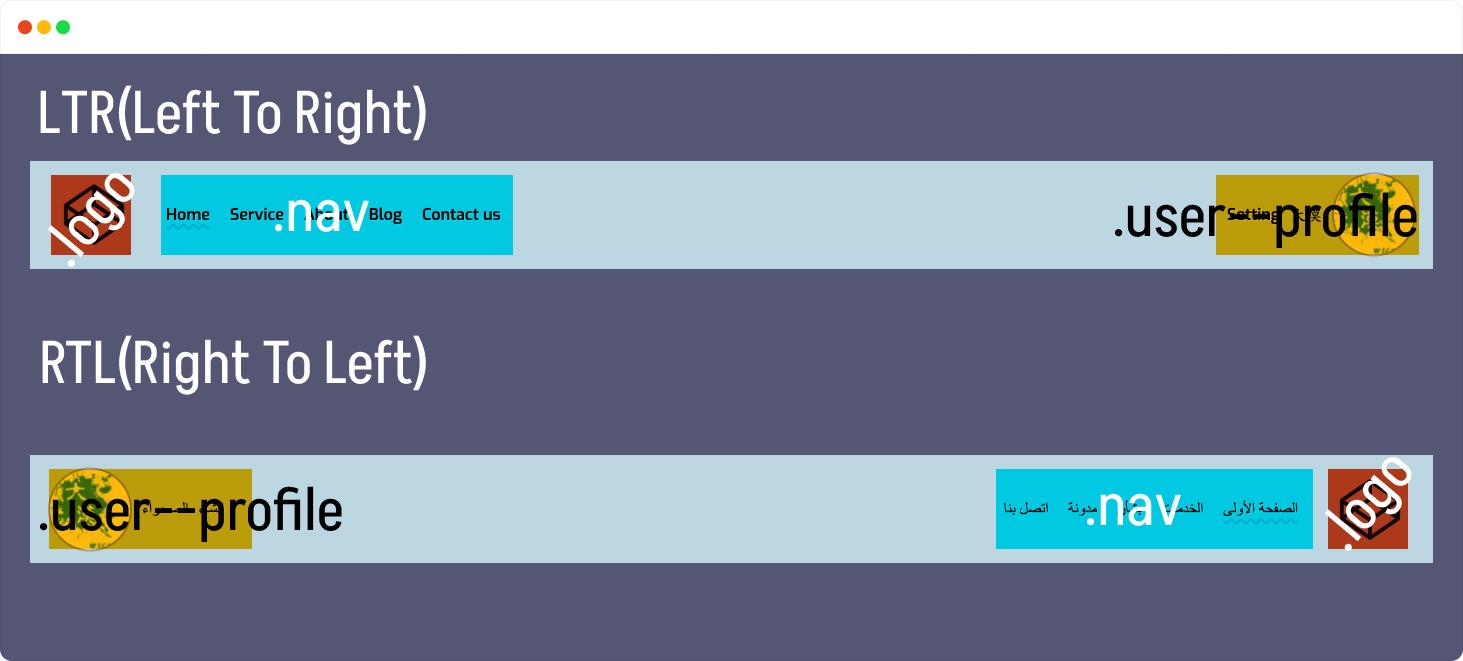 LTR(Left To Right)
.logo
Home Service About Blog Contact us
.nav
Setting
.user—profile
RTL(Right To Left)
.user—profile
الصفحة الأولى مدونة اتصل بنا
.nav
.logo